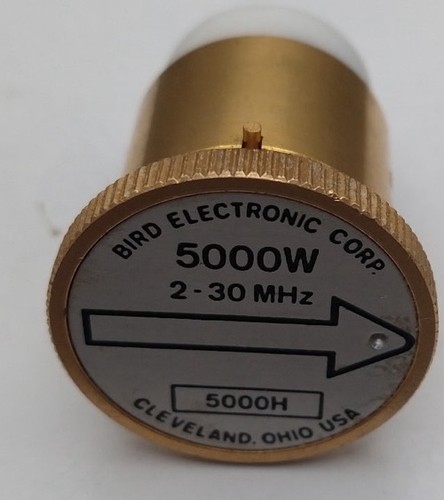 BIRD ELECTRONIC CORP.
5000W
2-30 MHz
5000H
CLEVELAND, OHIO USA